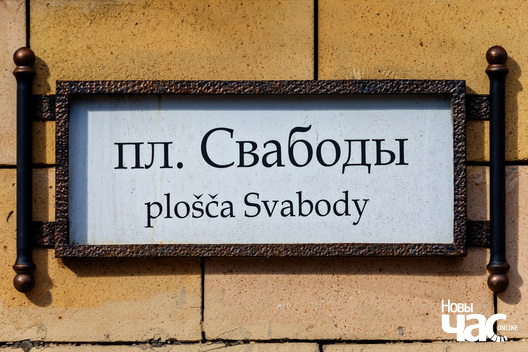 пл. Свабоды
plošča Svabody
Новы
час
ONLINE